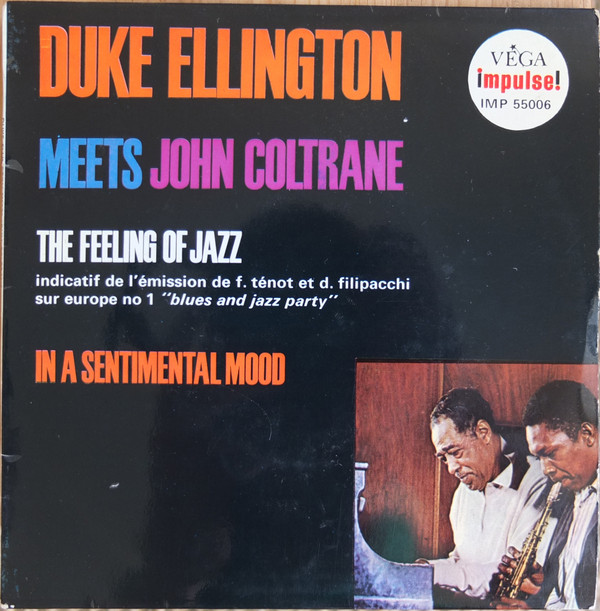 DUKE ELLINGTON
VÉGA
impulse!
IMP 55006
MEETS JOHN COLTRANE
THE FEELING OF JAZZ
indicatif de l'émission de f. ténot et d. filipacchi
sur europe no 1 "blues and jazz party"
IN A SENTIMENTAL MOOD